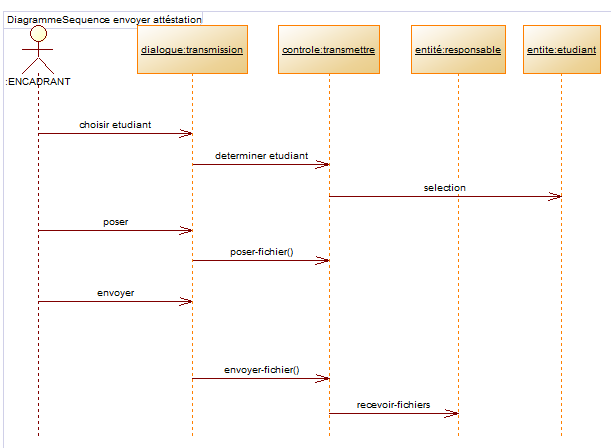 DiagrammeSequence envoyer attéstation
:ENCADRANT
dialogue:transmission
controle:transmettre
entité:responsable
entite:etudiant
choisir etudiant
determiner etudiant
selection
poser
poser-fichier()
envoyer
envoyer-fichier()
recevoir-fichiers